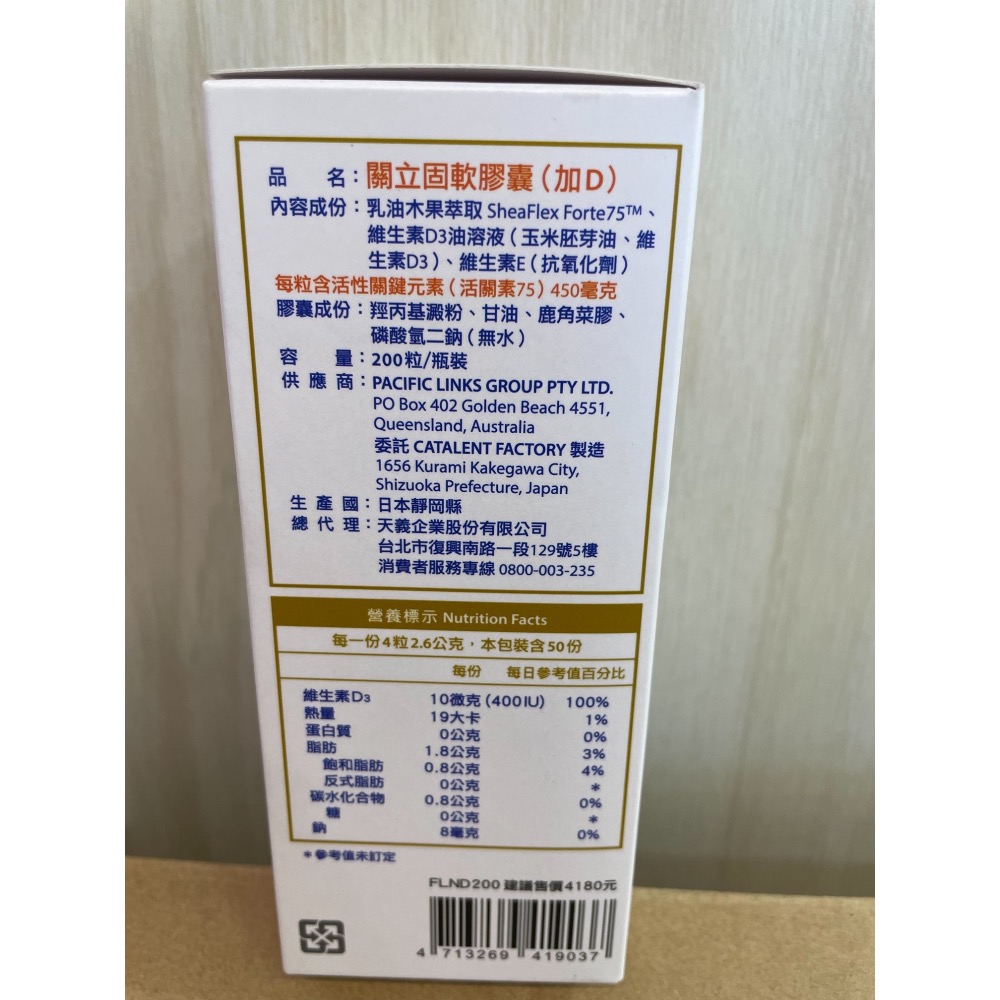 品名：關立固軟膠囊（加D）
內容成份：乳油木果萃取 SheaFlex Forte75™、
維生素D3油溶液（玉米胚芽油、維
生素D3）、維生素E（抗氧化劑）
每粒含活性關鍵元素（活關素75）450毫克
膠囊成份：羥丙基澱粉、甘油、鹿角菜膠、
磷酸氫二鈉（無水）
容量：200粒/瓶裝
供應商：PACIFIC LINKS GROUP PTY LTD.
PO Box 402 Golden Beach 4551,
Queensland, Australia
委託 CATALENT FACTORY 製造
1656 Kurami Kakegawa City,
Shizuoka Prefecture, Japan
生產國：日本靜岡縣
總代理：天義企業股份有限公司
台北市復興南路一段129號5樓
消費者服務專線 0800-003-235
營養標示 Nutrition Facts
每一份4粒2.6公克，本包裝含50份
每份 每日參考值百分比
維生素D3 10微克(400IU) 100%
熱量 19大卡 1%
蛋白質 0公克 0%
脂肪 1.8公克 3%
飽和脂肪 0.8公克 4%
反式脂肪 0公克 *
碳水化合物 0.8公克 0%
糖 0公克 *
鈉 8毫克 0%
*參考值未訂定
FLND200 建議售價4180元
4 713269 419037